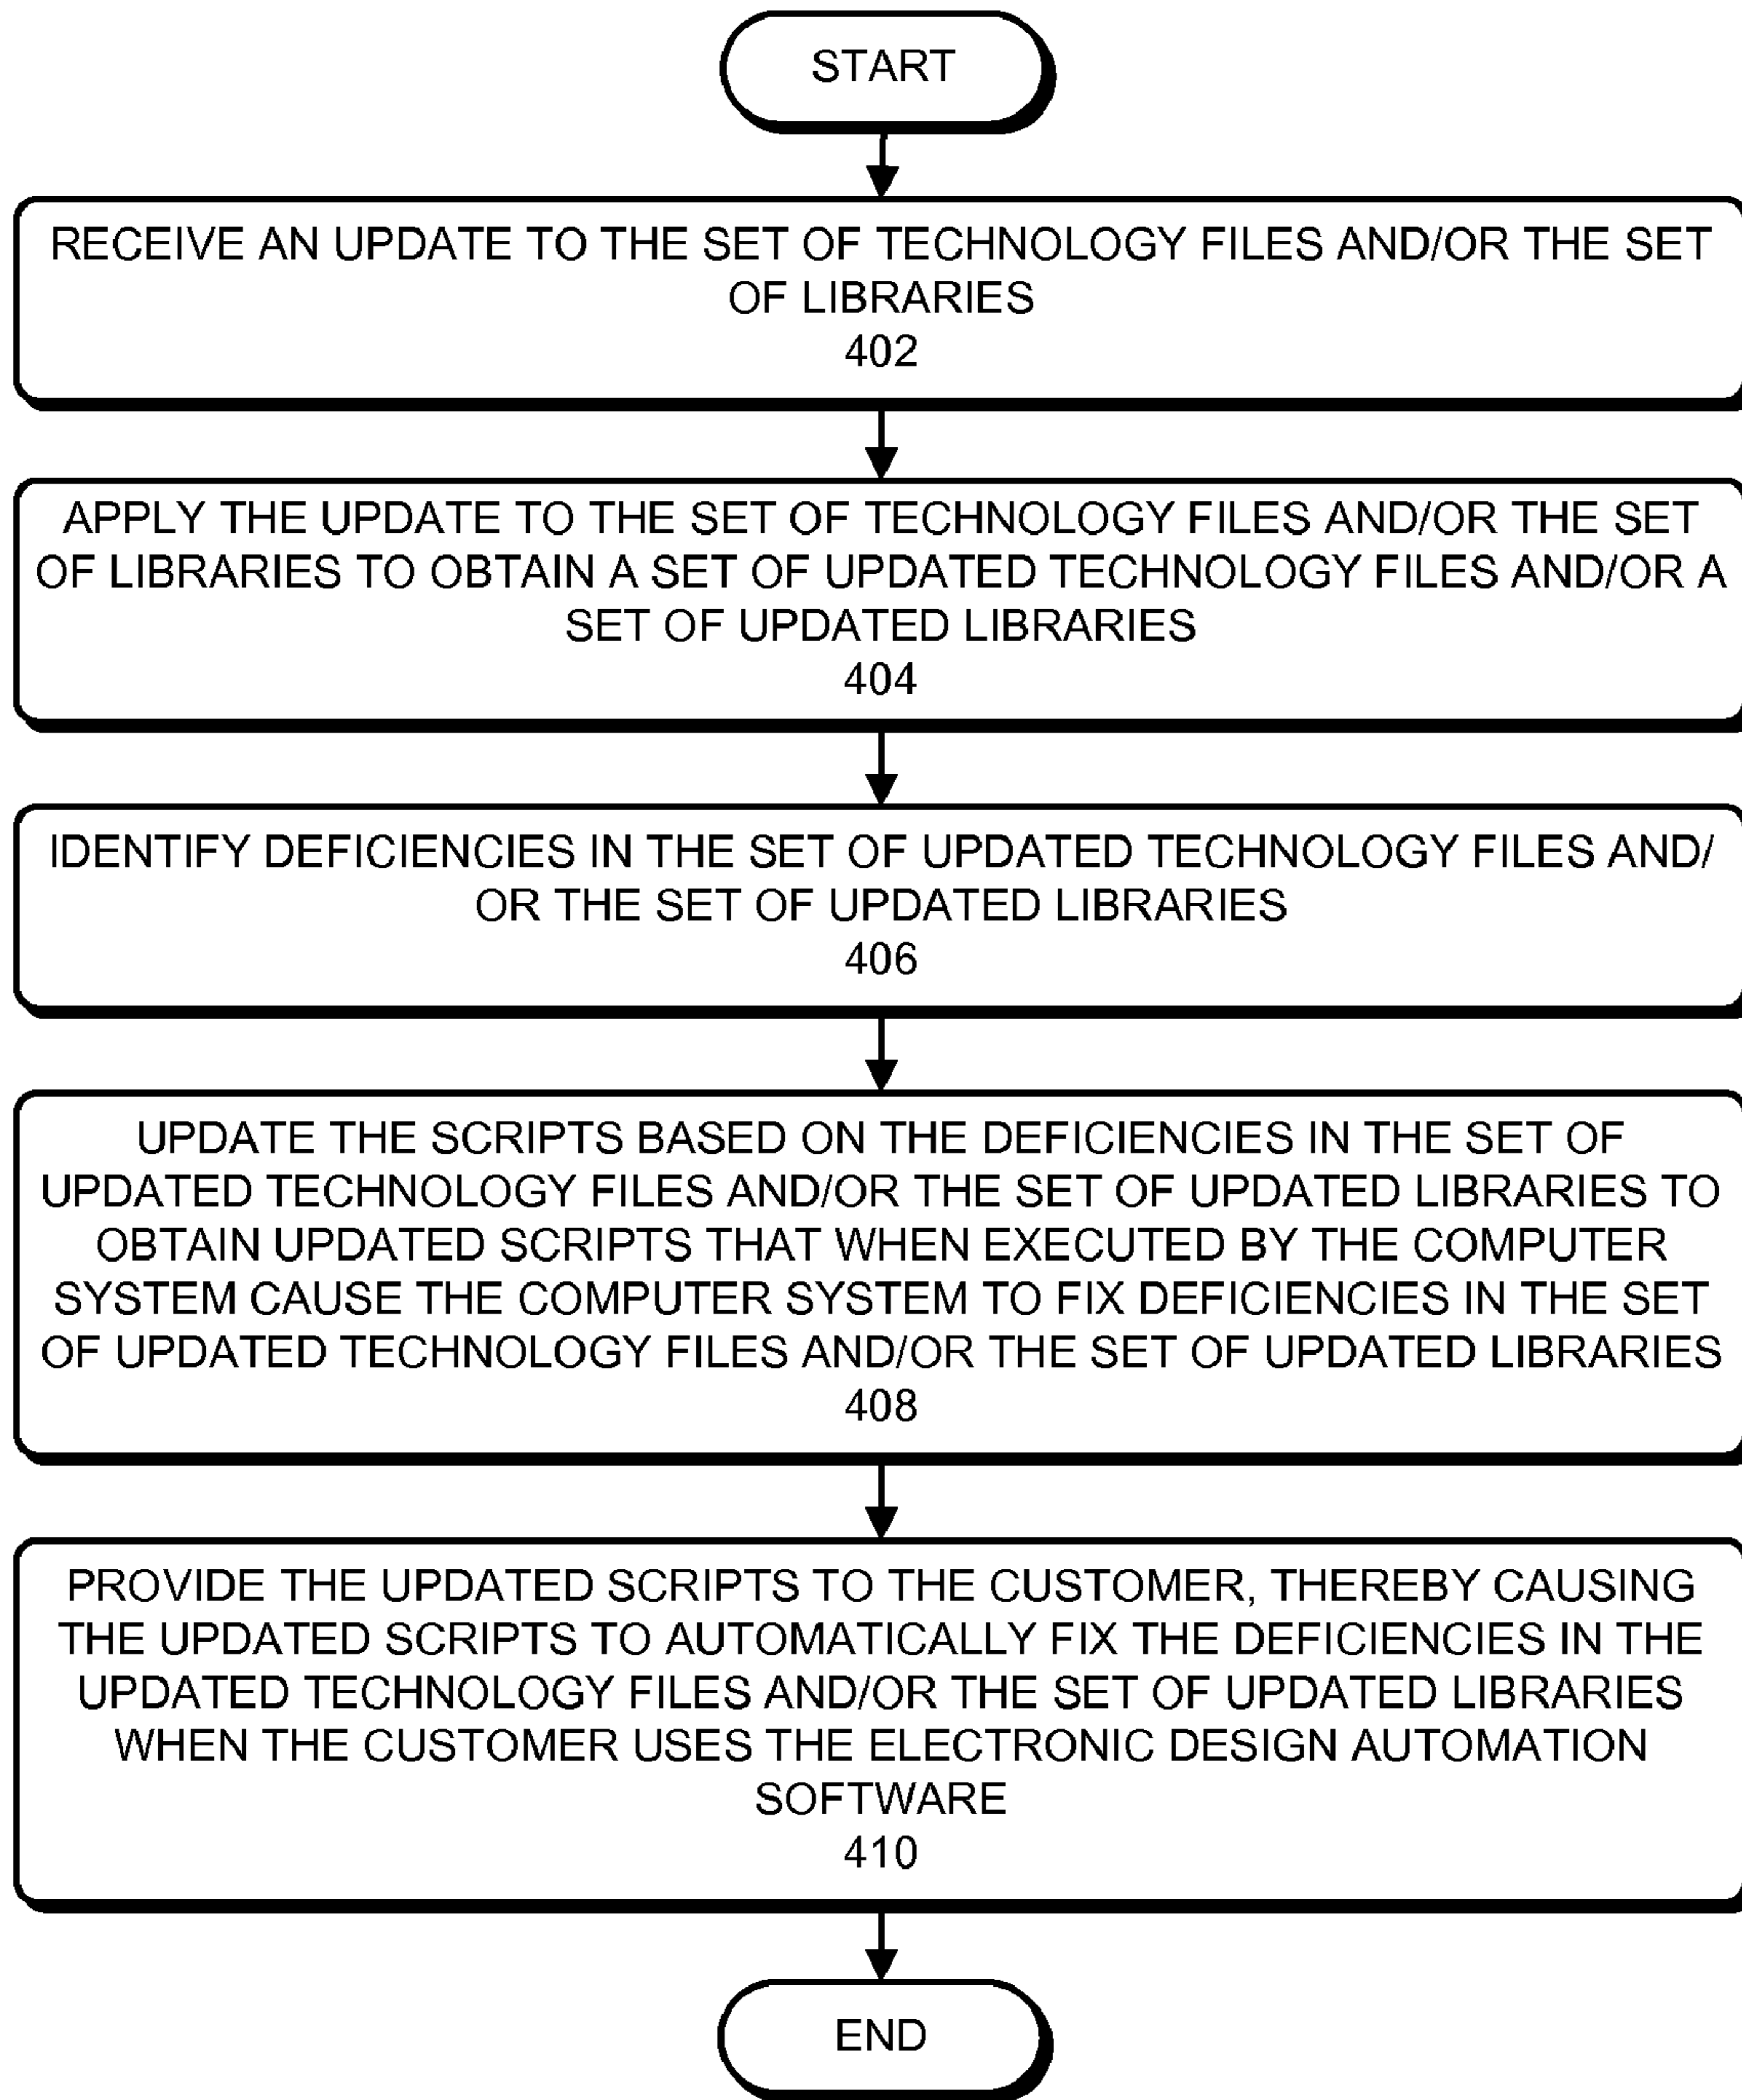 START
RECEIVE AN UPDATE TO THE SET OF TECHNOLOGY FILES AND/OR THE SET
OF LIBRARIES
402
APPLY THE UPDATE TO THE SET OF TECHNOLOGY FILES AND/OR THE SET
OF LIBRARIES TO OBTAIN A SET OF UPDATED TECHNOLOGY FILES AND/OR A
SET OF UPDATED LIBRARIES
404
IDENTIFY DEFICIENCIES IN THE SET OF UPDATED TECHNOLOGY FILES AND/
OR THE SET OF UPDATED LIBRARIES
406
UPDATE THE SCRIPTS BASED ON THE DEFICIENCIES IN THE SET OF
UPDATED TECHNOLOGY FILES AND/OR THE SET OF UPDATED LIBRARIES TO
OBTAIN UPDATED SCRIPTS THAT WHEN EXECUTED BY THE COMPUTER
SYSTEM CAUSE THE COMPUTER SYSTEM TO FIX DEFICIENCIES IN THE SET
OF UPDATED TECHNOLOGY FILES AND/OR THE SET OF UPDATED LIBRARIES
408
PROVIDE THE UPDATED SCRIPTS TO THE CUSTOMER, THEREBY CAUSING
THE UPDATED SCRIPTS TO AUTOMATICALLY FIX THE DEFICIENCIES IN THE
UPDATED TECHNOLOGY FILES AND/OR THE SET OF UPDATED LIBRARIES
WHEN THE CUSTOMER USES THE ELECTRONIC DESIGN AUTOMATION
SOFTWARE
410
END